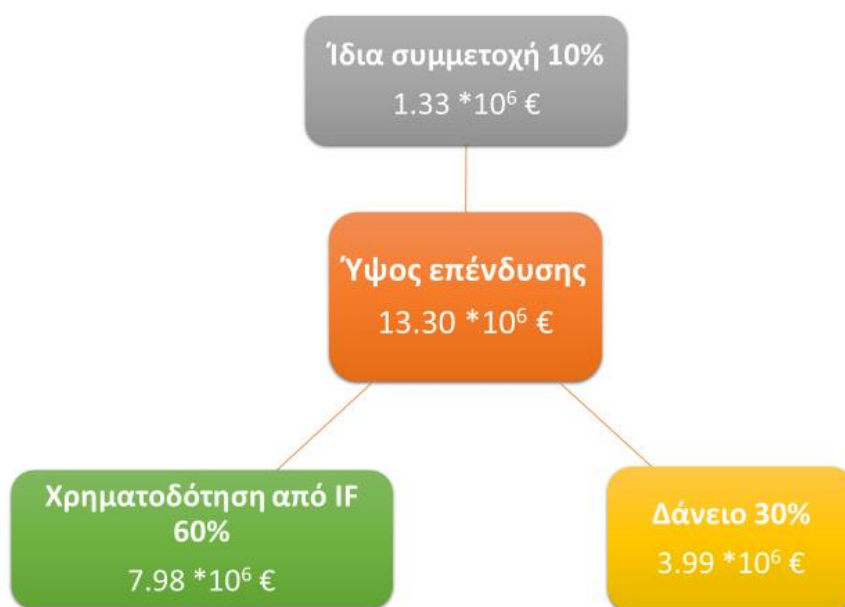 Ίδια συμμετοχή 10%
1.33 *10⁶ €
Ύψος επένδυσης
13.30 *10⁶ €
Χρηματοδότηση από IF
60%
7.98 *10⁶ €
Δάνειο 30%
3.99 *10⁶ €